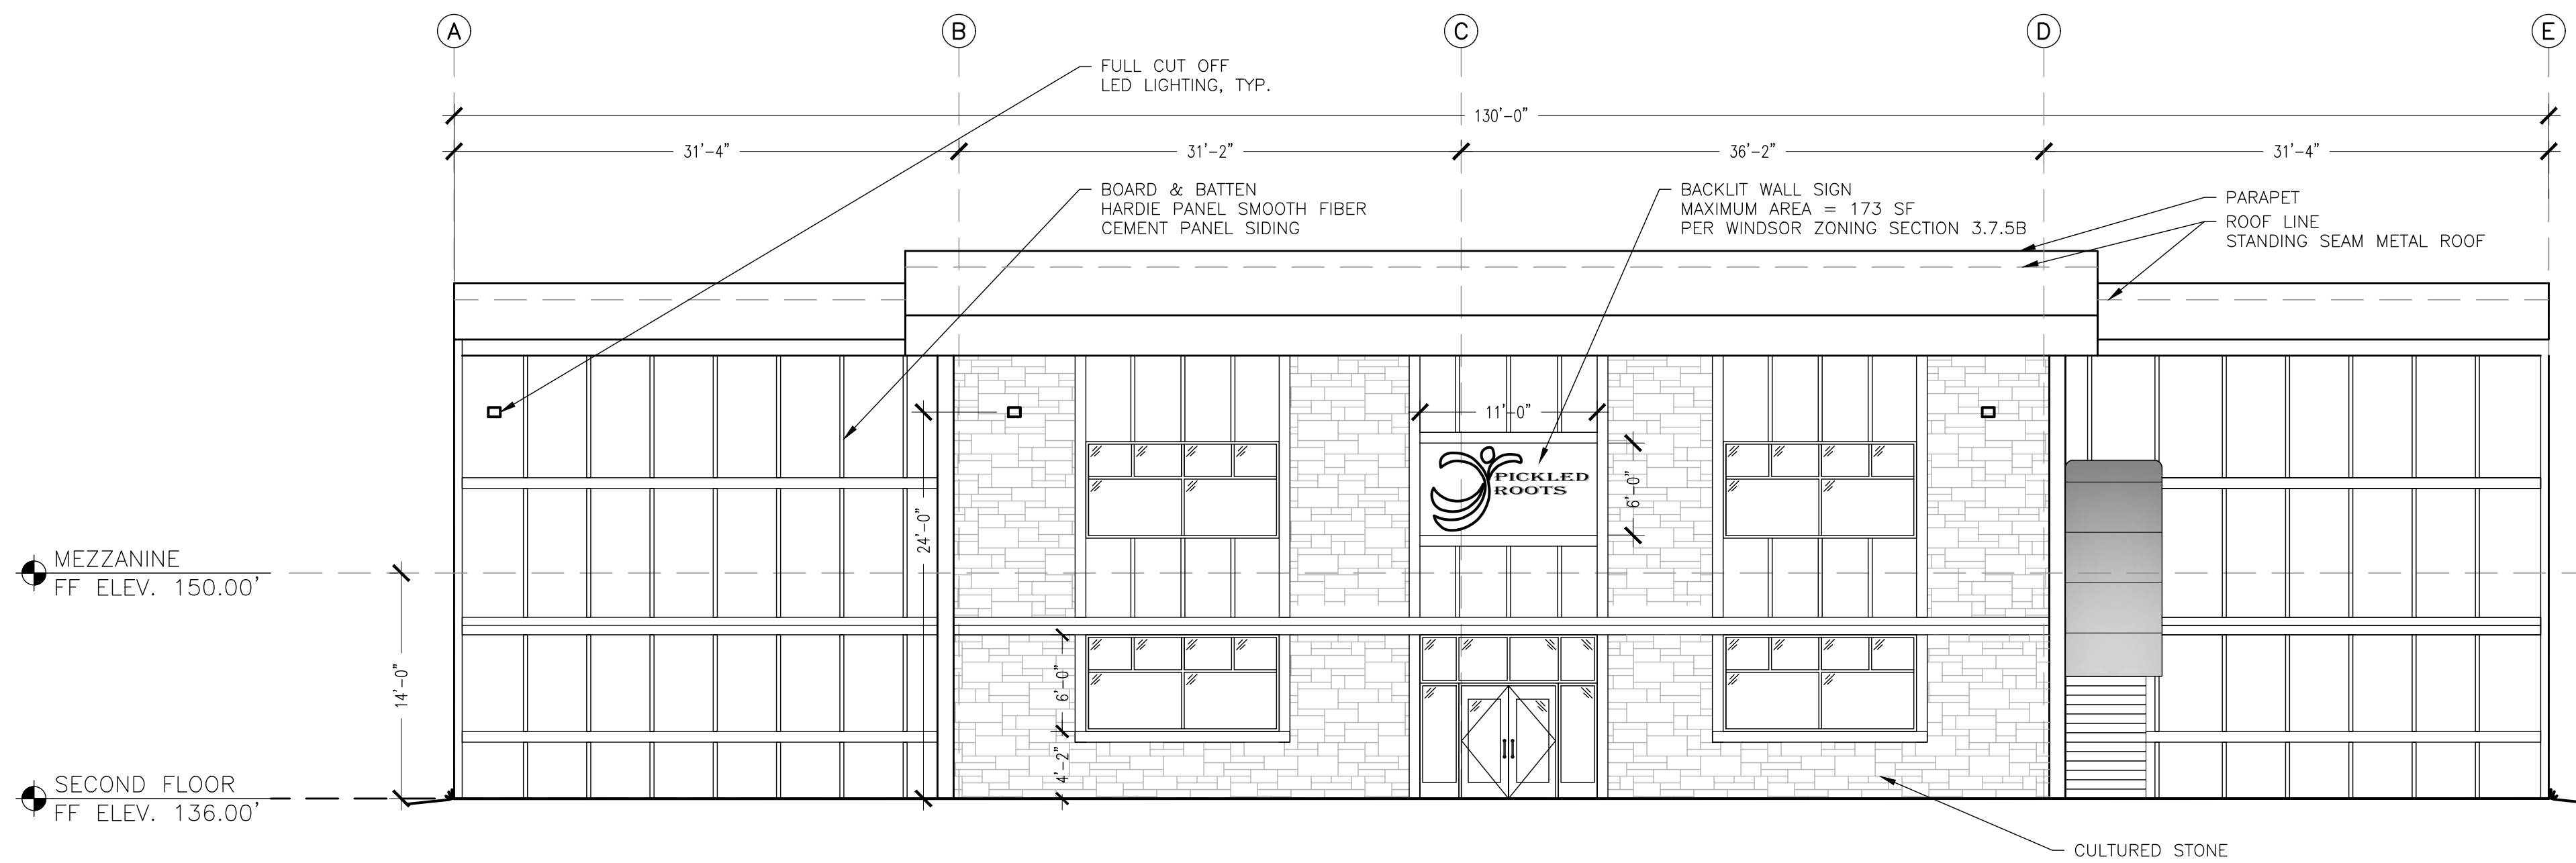 A
B
C
D
E
FULL CUT OFF
LED LIGHTING, TYP.
130'-0"
31'-4"
31'-2"
36'-2"
31'-4"
BOARD & BATTEN
HARDIE PANEL SMOOTH FIBER
CEMENT PANEL SIDING
BACKLIT WALL SIGN
MAXIMUM AREA = 173 SF
PER WINDSOR ZONING SECTION 3.7.5B
PARAPET
ROOF LINE
STANDING SEAM METAL ROOF
11'-0"
PICKLED
ROOTS
6'-0"
24'-0"
MEZZANINE
FF ELEV. 150.00'
14'-0"
6'-0"
4'-2"
SECOND FLOOR
FF ELEV. 136.00'
CULTURED STONE